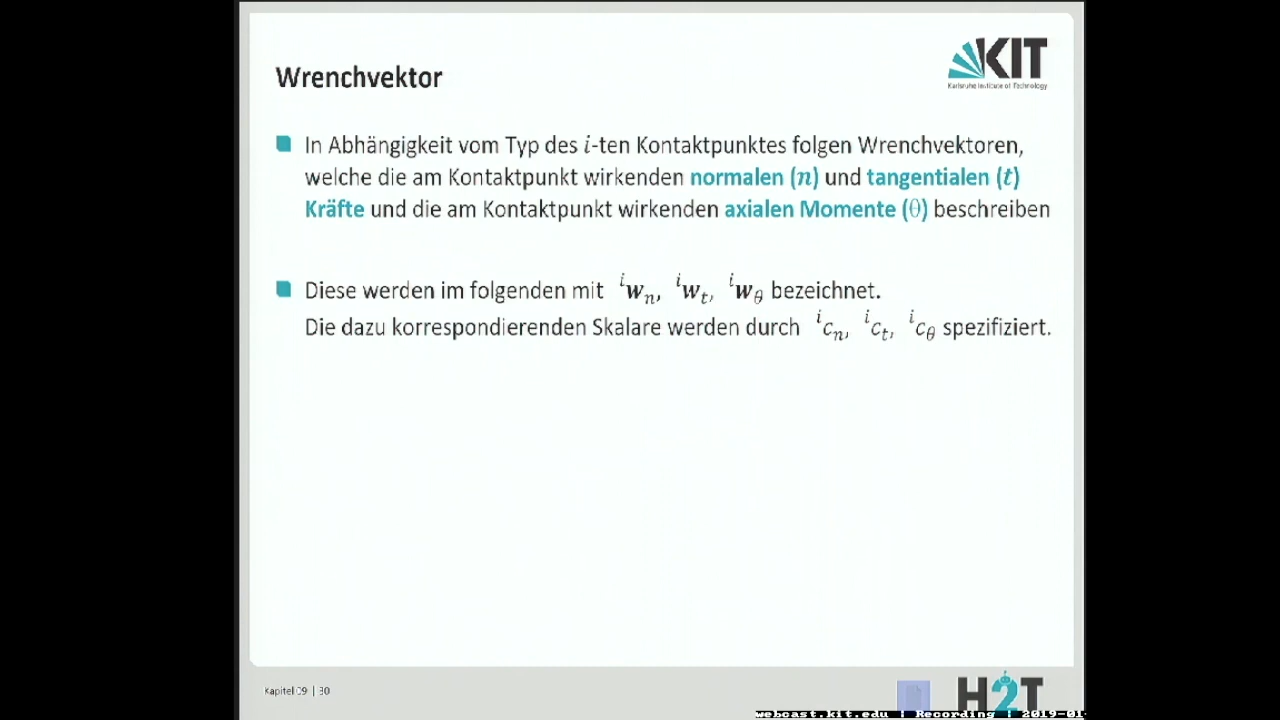 Wrenchvektor
KIT
Karlsruhe Institute of Technology
In Abhängigkeit vom Typ des i-ten Kontaktpunktes folgen Wrenchvektoren,
welche die am Kontaktpunkt wirkenden normalen (n) und tangentialen (t)
Kräfte und die am Kontaktpunkt wirkenden axialen Momente (θ) beschreiben
Diese werden im folgenden mit ⁱwₙ, ⁱwₜ, ⁱw_θ bezeichnet.
Die dazu korrespondierenden Skalare werden durch ⁱcₙ, ⁱcₜ, ⁱc_θ spezifiziert.
Kapitel 09 | 30
H2T
webcast.kit.edu | Recording | 2019-01-